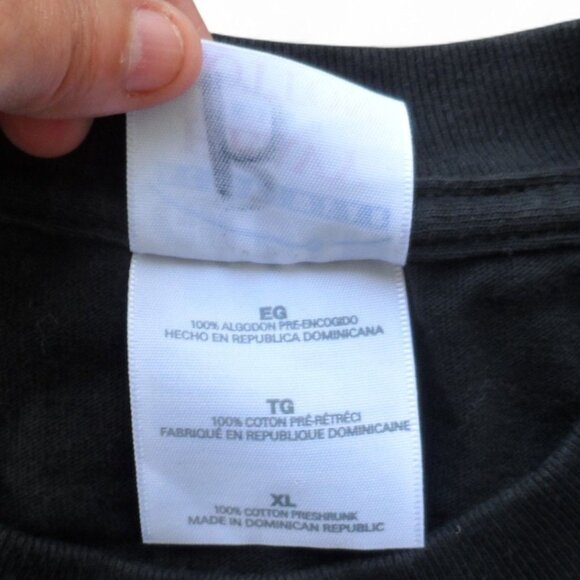 EG
100% ALGODON PRE-ENCOGIDO
HECHO EN REPUBLICA DOMINICANA
TG
100% COTON PRÉ-RÉTRÉCI
FABRIQUÉ EN REPUBLIQUE DOMINICAINE
XL
100% COTTON PRESHRUNK
MADE IN DOMINICAN REPUBLIC